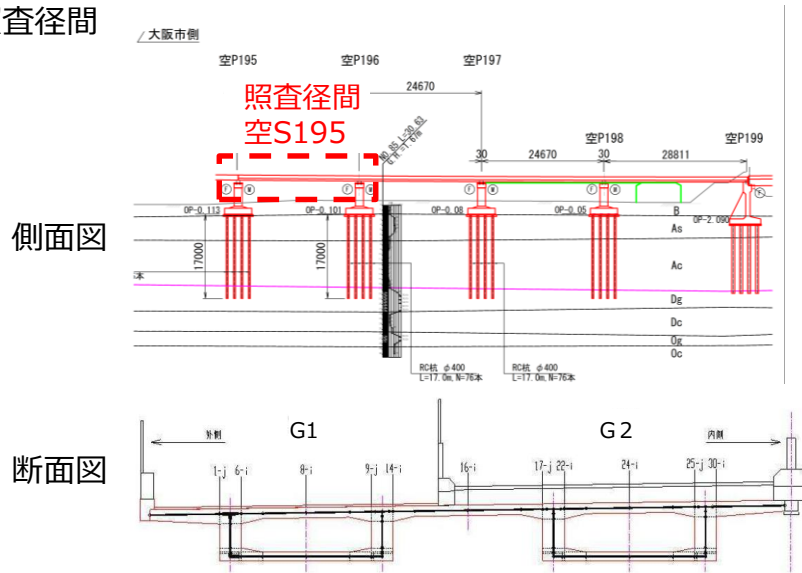 査径間
大阪市側
空P195
空P196
空P197
24670
照査径間
空S195
NO.85 L=30.63
30
24670
空P198
30
28811
空P199
F
M
F
M
F
M
F
M
F
OP-0.113
OP-0.101
OP-0.08
OP-0.05
B
OP-2.090
As
側面図
17000
17000
Ac
本
Dg
Dc
Og
Oc
RC杭 φ400
L=17.0m,N=76本
RC杭 φ400
L=17.0m,N=76本
外側
G1
G2
内側
断面図
1-j
6-i
8-i
9-j
14-i
16-i
17-j
22-i
24-i
25-j
30-i